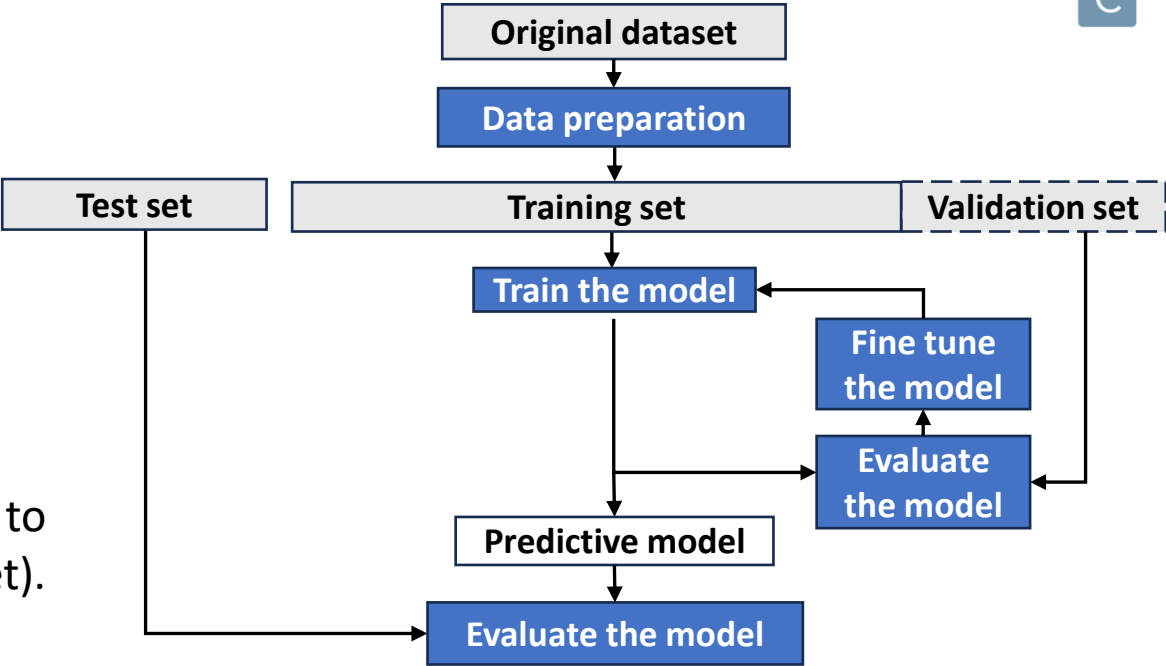 C
Original dataset
Data preparation
Test set
Training set
Validation set
Train the model
Fine tune
the model
Evaluate
the model
to
Predictive model
et).
Evaluate the model